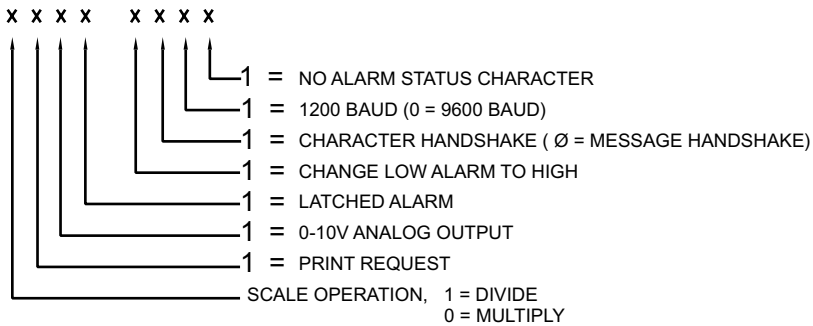 X X X X X X X X
1 = NO ALARM STATUS CHARACTER
1 = 1200 BAUD (0 = 9600 BAUD)
1 = CHARACTER HANDSHAKE ( Ø = MESSAGE HANDSHAKE)
1 = CHANGE LOW ALARM TO HIGH
1 = LATCHED ALARM
1 = 0-10V ANALOG OUTPUT
1 = PRINT REQUEST
SCALE OPERATION, 1 = DIVIDE
0 = MULTIPLY